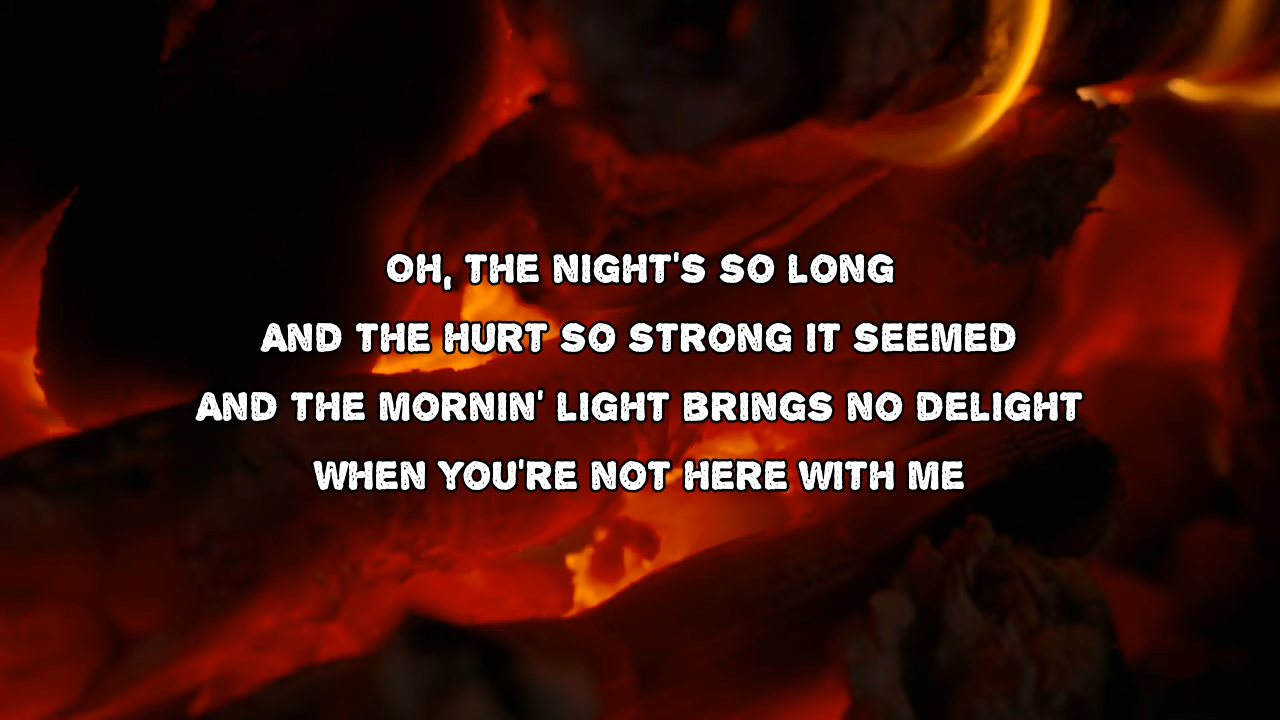 OH, THE NIGHT'S SO LONG
AND THE HURT SO STRONG IT SEEMED
AND THE MORNIN' LIGHT BRINGS NO DELIGHT
WHEN YOU'RE NOT HERE WITH ME